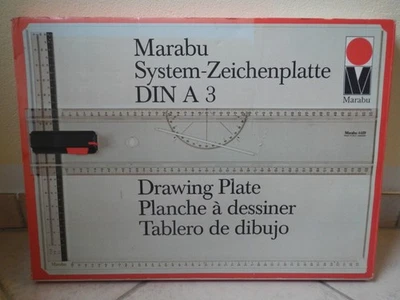 Marabu
System-Zeichenplatte
DIN A 3
Marabu
Drawing Plate
Planche à dessiner
Tablero de dibujo